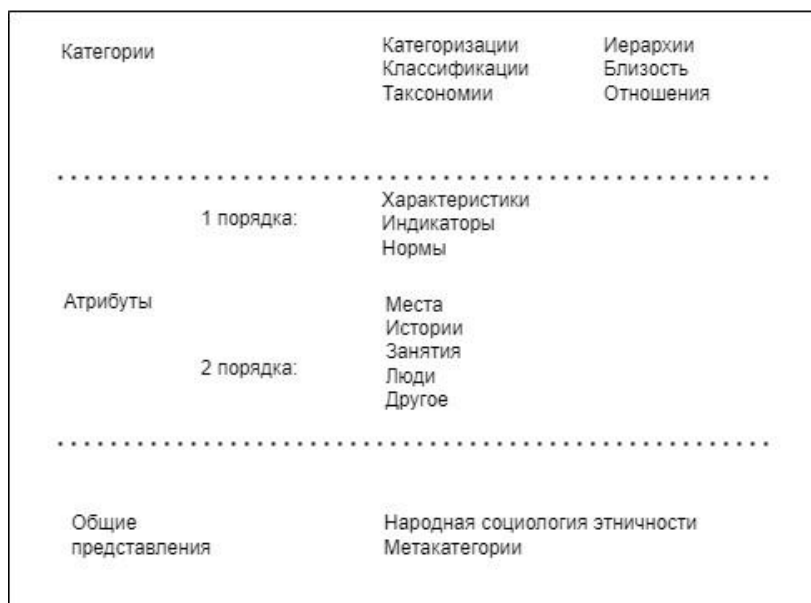 Категории
Категоризации
Классификации
Таксономии
Иерархии
Близость
Отношения
1 порядка:
Характеристики
Индикаторы
Нормы
Атрибуты
2 порядка:
Места
Истории
Занятия
Люди
Другое
Общие
представления
Народная социология этничности
Метакатегории